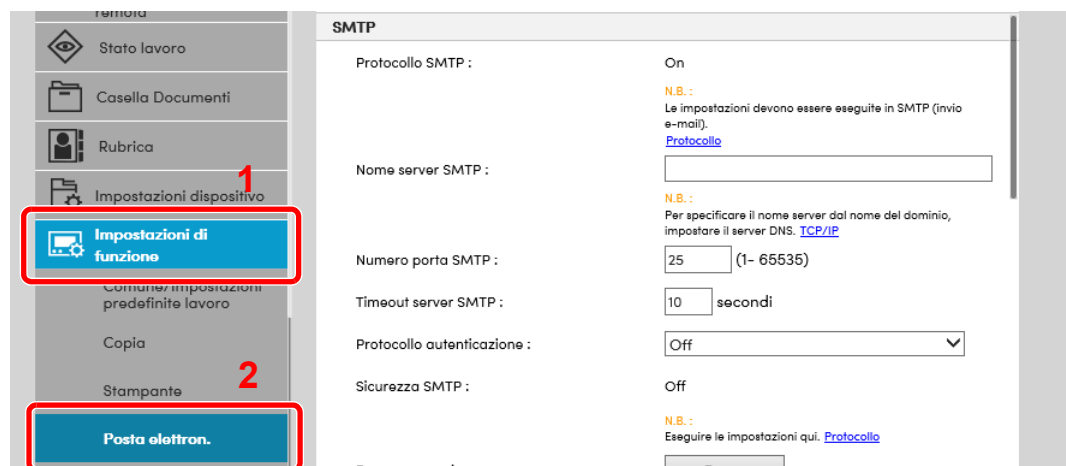 remota
Stato lavoro
Casella Documenti
Rubrica
1
Impostazioni dispositivo
Impostazioni di
funzione
Comune/Impostazioni
predefinite lavoro
Copia
2
Stampante
Posta elettron.
SMTP
Protocollo SMTP :
On
N.B. :
Le impostazioni devono essere eseguite in SMTP (invio
e-mail).
Protocollo
Nome server SMTP :
N.B. :
Per specificare il nome server dal nome del dominio,
impostare il server DNS. TCP/IP
Numero porta SMTP :
25 (1- 65535)
Timeout server SMTP :
10 secondi
Protocollo autenticazione :
Off
Sicurezza SMTP :
Off
N.B. :
Eseguire le impostazioni qui. Protocollo